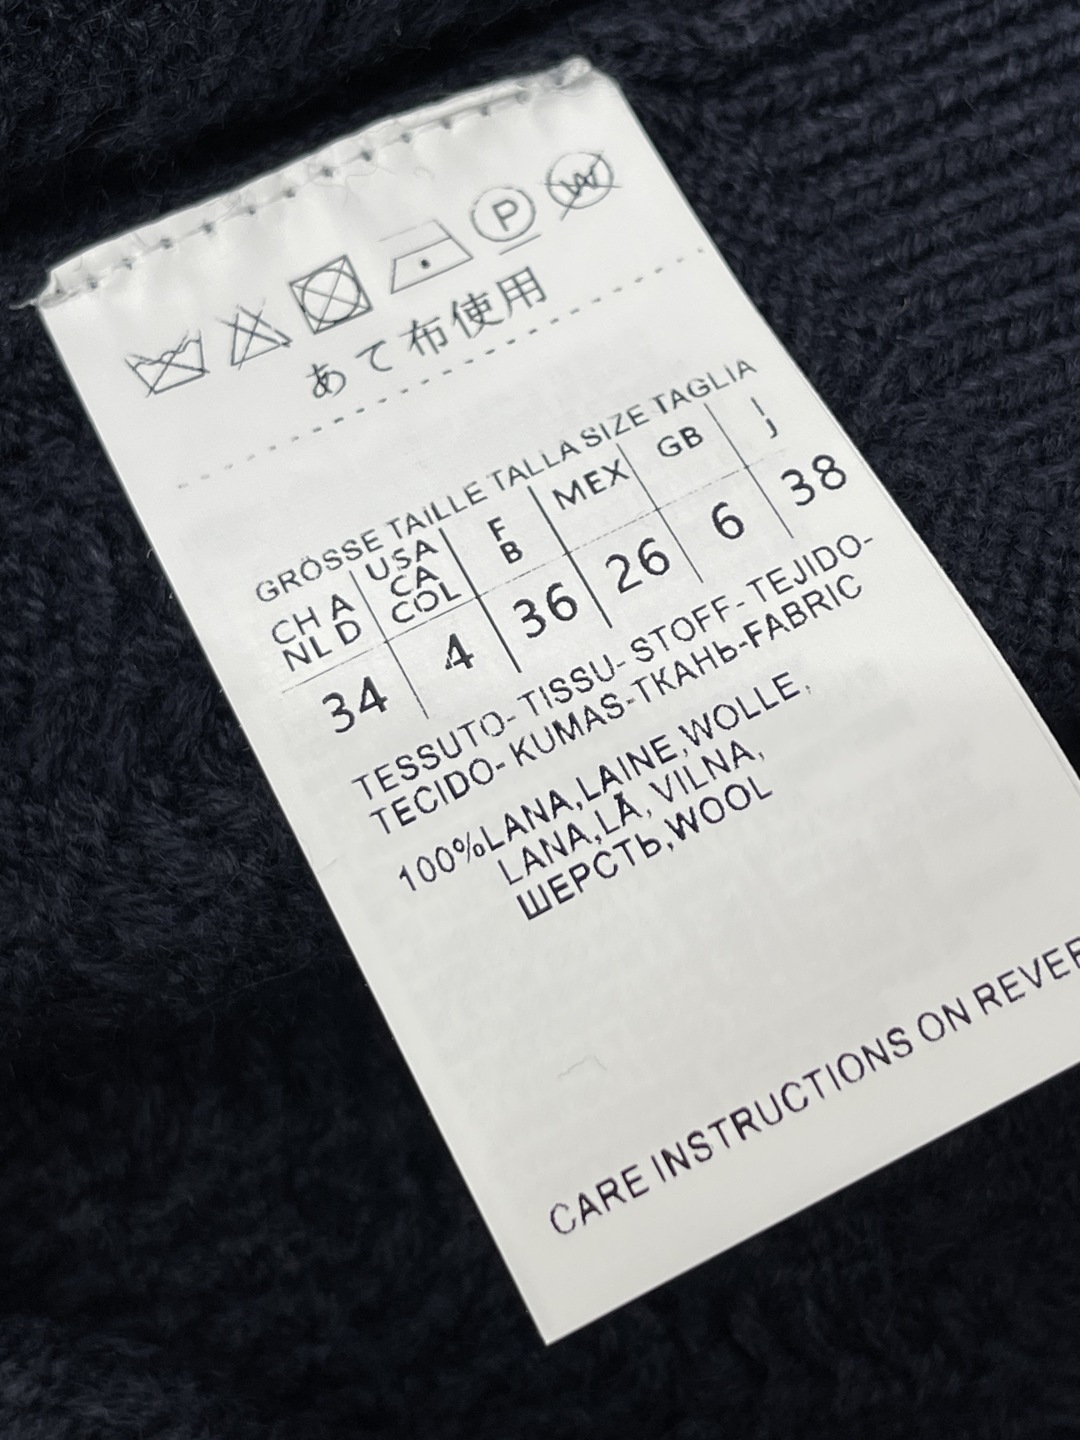 P W
あて布使用
GRÖSSE TAILLE TALLA SIZE TAGLIA
CH A NL D USA CA COL F B MEX GB I J
34 4 36 26 6 38
TESSUTO-TISSU-STOFF-TEJIDO-
TECIDO-KUMAS-ТКАНЬ-FABRIC
100%LANA,LAINE,WOLLE,
LANA,LÃ, VILNA,
ШЕРСТЬ,WOOL
CARE INSTRUCTIONS ON REVER